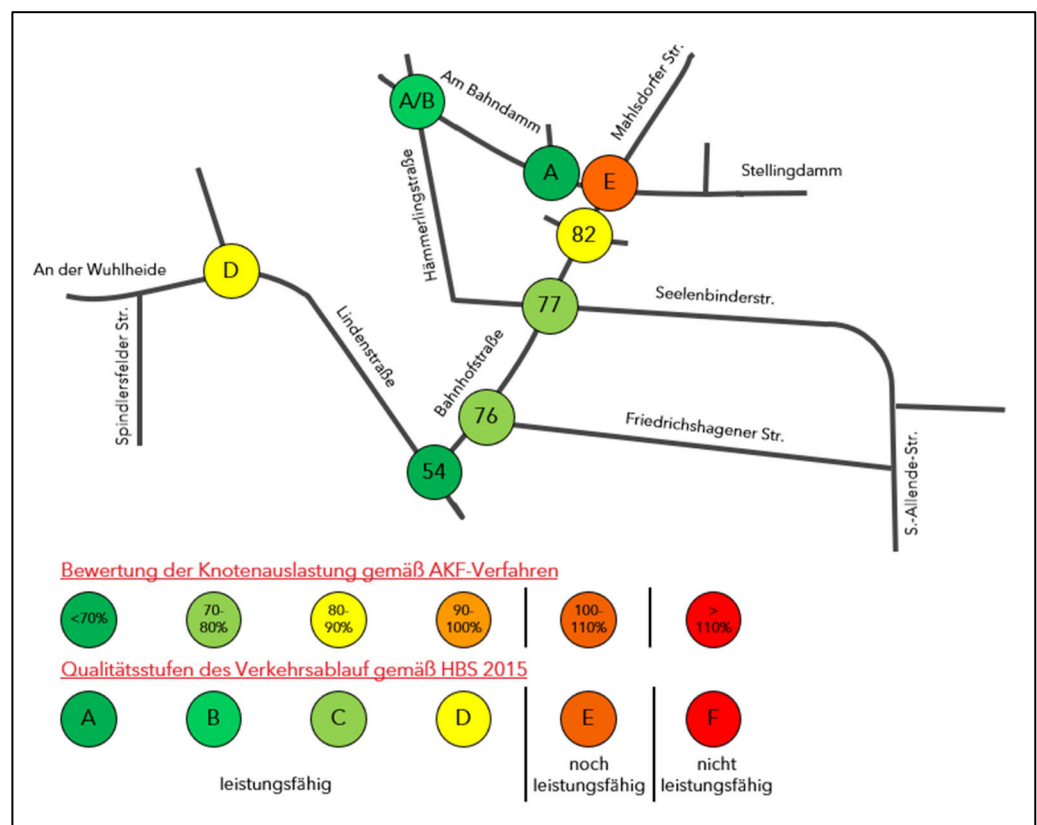 Mahlsdorfer Str.
Am Bahndamm
A/B
A
E
Stellingdamm
Hämmerlingstraße
82
An der Wuhlheide
D
77
Seelenbinderstr.
Spindlersfelder Str.
Lindenstraße
Bahnhofstraße
76
Friedrichshagener Str.
54
S.-Allende-Str.
Bewertung der Knotenauslastung gemäß AKF-Verfahren
<70%
70-
80%
80-
90%
90-
100%
100-
110%
>
110%
Qualitätsstufen des Verkehrsablauf gemäß HBS 2015
A
B
C
D
E
F
leistungsfähig
noch
leistungsfähig
nicht
leistungsfähig